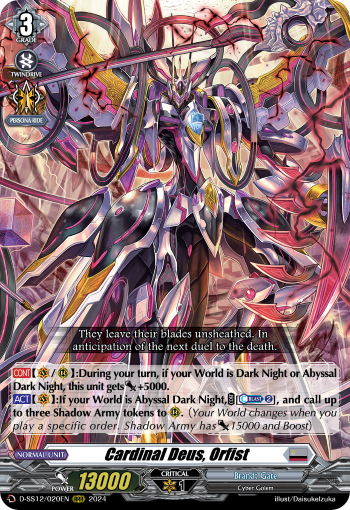 3
GRADE
TWINDRIVE
PERSONA RIDE
They leave their blades unsheathed. In
anticipation of the next duel to the death.
CONT【 / 】:During your turn, if your World is Dark Night or Abyssal
Dark Night, this unit gets +5000.
ACT【 / 】:If your World is Abyssal Dark Night, [BLAST 2], and call up
to three Shadow Army tokens to . (Your World changes when you
play a specific order. Shadow Army has 15000 and Boost)
NORMAL UNIT
Cardinal Deus, Orfist
POWER 13000
CRITICAL
1
Brandt Gate
Cyber Golem
D-SS12/020EN 2024
illust/DaisukeIzuka